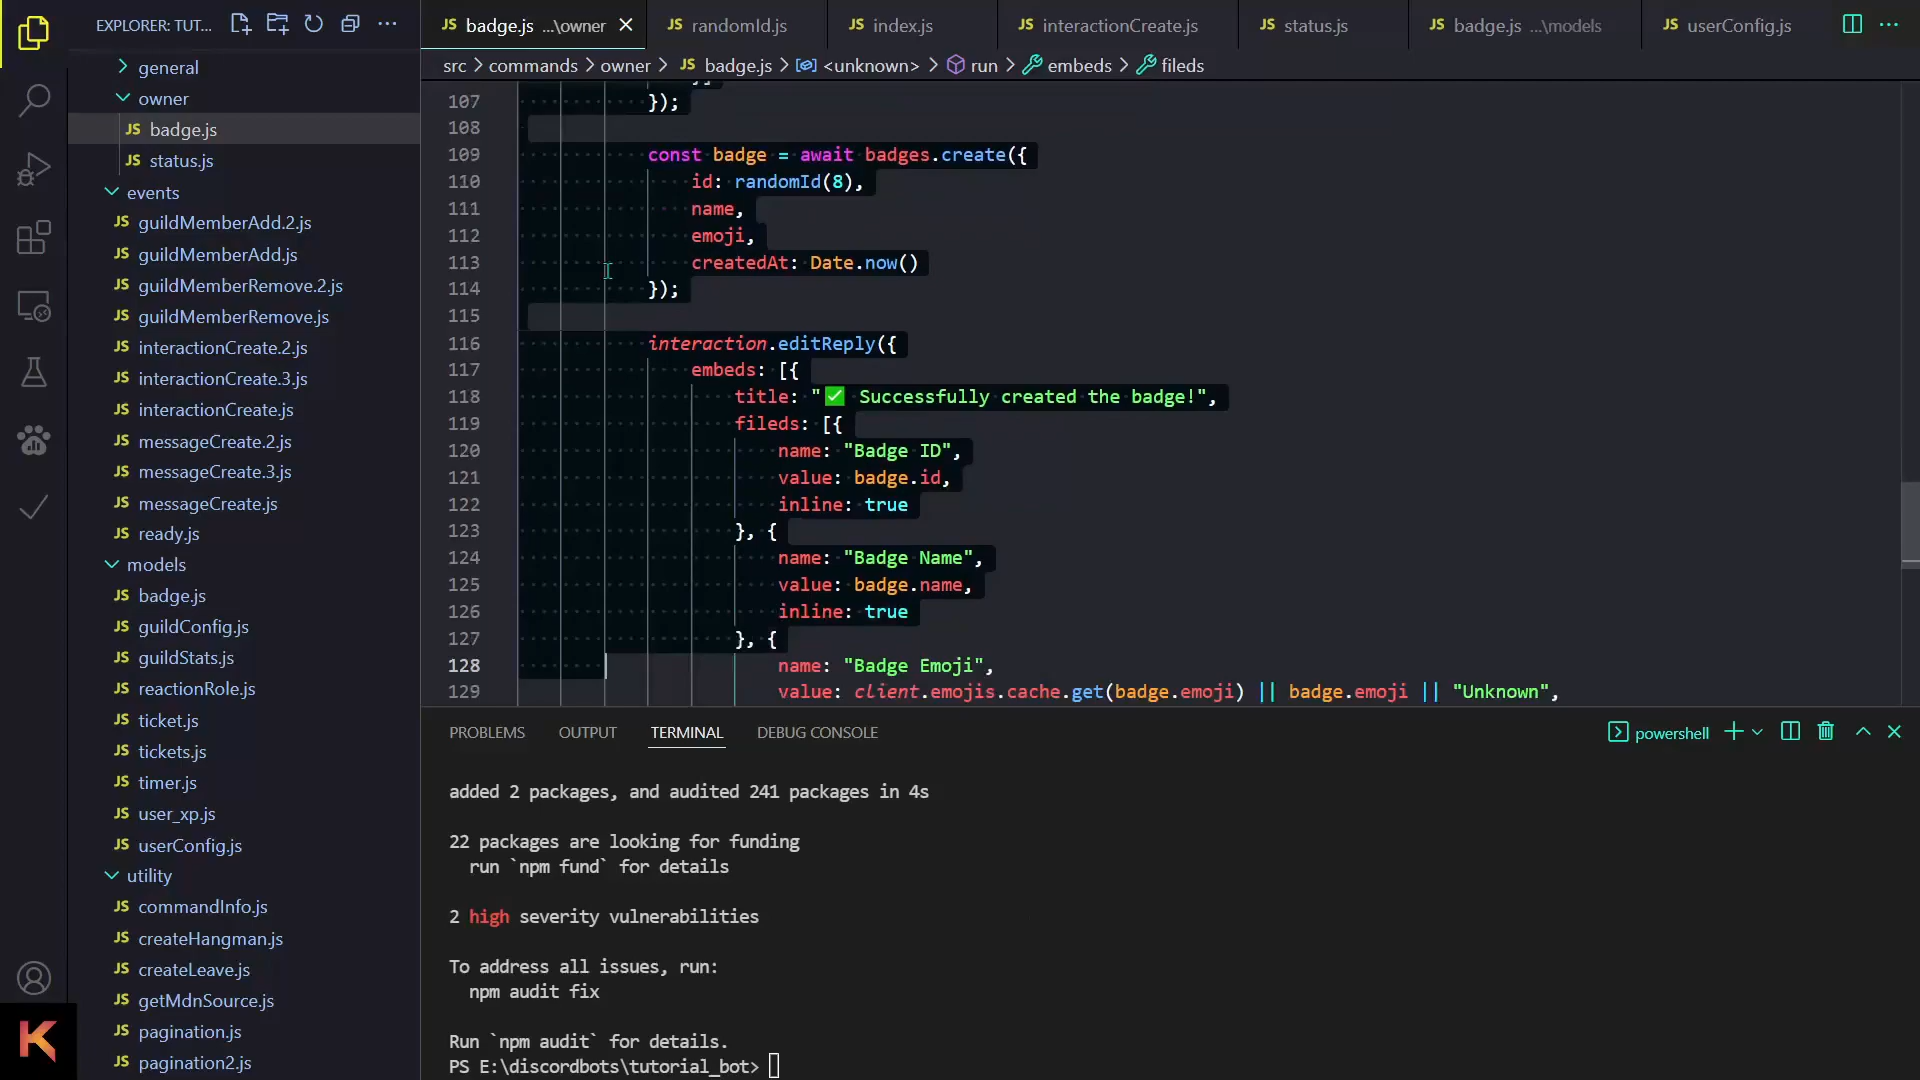 EXPLORER: TUT...
general
owner
JS badge.js
JS status.js
events
JS guildMemberAdd.2.js
JS guildMemberAdd.js
JS guildMemberRemove.2.js
JS guildMemberRemove.js
JS interactionCreate.2.js
JS interactionCreate.3.js
JS interactionCreate.js
JS messageCreate.2.js
JS messageCreate.3.js
JS messageCreate.js
JS ready.js
models
JS badge.js
JS guildConfig.js
JS guildStats.js
JS reactionRole.js
JS ticket.js
JS tickets.js
JS timer.js
JS user_xp.js
JS userConfig.js
utility
JS commandInfo.js
JS createHangman.js
JS createLeave.js
JS getMdnSource.js
JS pagination.js
JS pagination2.js
K
JS badge.js ...\owner JS randomId.js JS index.js JS interactionCreate.js JS status.js JS badge.js ...\models JS userConfig.js
src > commands > owner > JS badge.js > <unknown> > run > embeds > fileds
107 });
108
109 const badge = await badges.create({
110 id: randomId(8),
111 name,
112 emoji,
113 createdAt: Date.now()
114 });
115
116 interaction.editReply({
117 embeds: [{
118 title: "✅ Successfully created the badge!",
119 fileds: [{
120 name: "Badge ID",
121 value: badge.id,
122 inline: true
123 }, {
124 name: "Badge Name",
125 value: badge.name,
126 inline: true
127 }, {
128 name: "Badge Emoji",
129 value: client.emojis.cache.get(badge.emoji) || badge.emoji || "Unknown",
PROBLEMS OUTPUT TERMINAL DEBUG CONSOLE powershell
added 2 packages, and audited 241 packages in 4s
22 packages are looking for funding
run `npm fund` for details
2 high severity vulnerabilities
To address all issues, run:
npm audit fix
Run `npm audit` for details.
PS E:\discordbots\tutorial_bot>